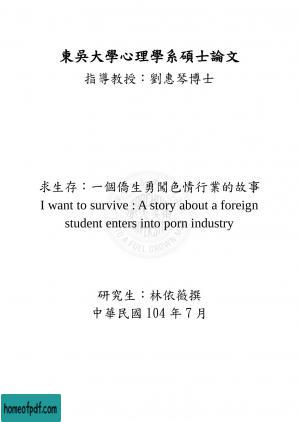 東吳大學心理學系碩士論文
指導教授：劉惠琴博士
求生存：一個僑生勇闖色情行業的故事
I want to survive : A story about a foreign
student enters into porn industry
研究生：林依薇撰
中華民國 104 年 7 月
homeofpdf.com